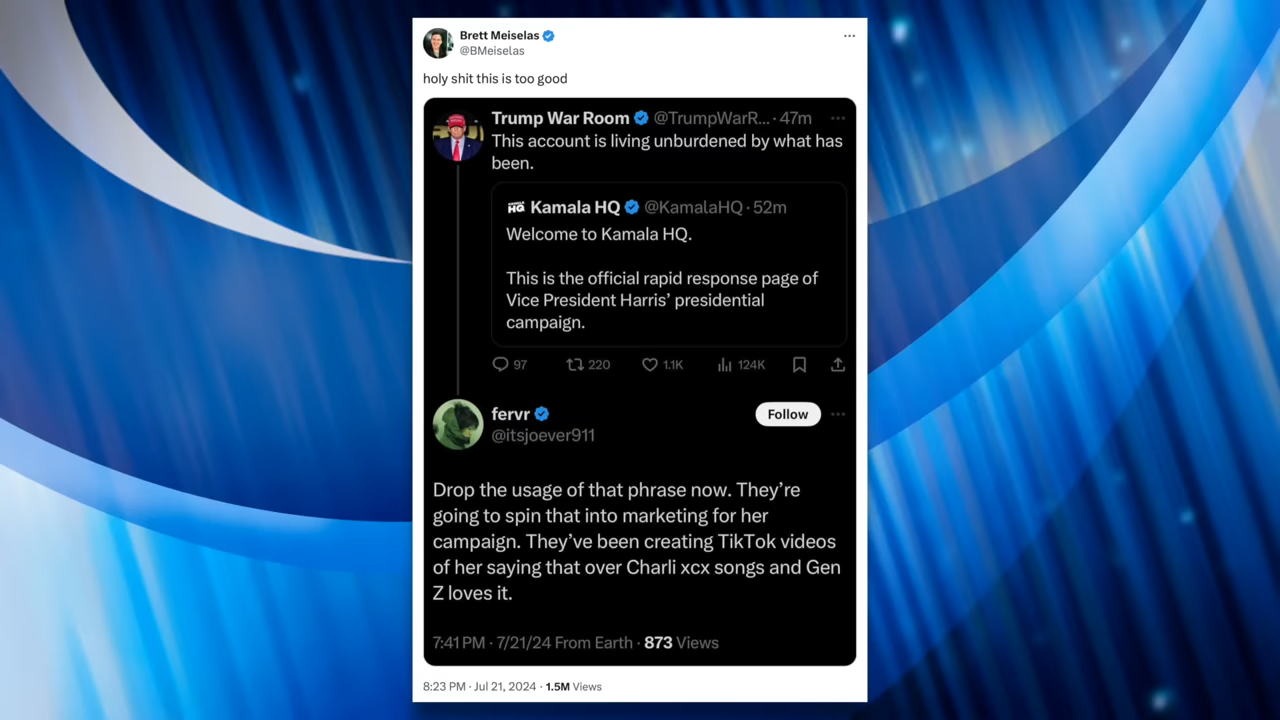 Brett Meiselas
@BMeiselas
holy shit this is too good
Trump War Room @TrumpWarR... · 47m
This account is living unburdened by what has
been.
HQ Kamala HQ @KamalaHQ · 52m
Welcome to Kamala HQ.
This is the official rapid response page of
Vice President Harris’ presidential
campaign.
97 220 1.1K 124K
fervr
Follow
@itsjoever911
Drop the usage of that phrase now. They’re
going to spin that into marketing for her
campaign. They’ve been creating TikTok videos
of her saying that over Charli xcx songs and Gen
Z loves it.
7:41 PM · 7/21/24 From Earth · 873 Views
8:23 PM · Jul 21, 2024 · 1.5M Views